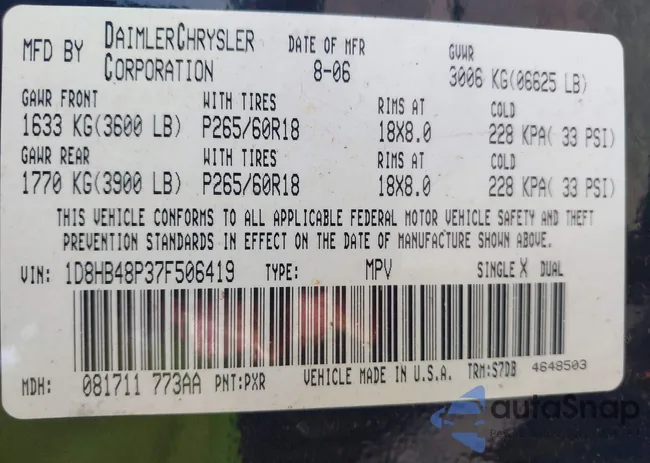 MFD BY DAIMLERCHRYSLER CORPORATION DATE OF MFR 8-06 GVWR 3006 KG(06625 LB)
GAWR FRONT WITH TIRES RIMS AT COLD
1633 KG(3600 LB) P265/60R18 18X8.0 228 KPA( 33 PSI)
GAWR REAR WITH TIRES RIMS AT COLD
1770 KG(3900 LB) P265/60R18 18X8.0 228 KPA( 33 PSI)
THIS VEHICLE CONFORMS TO ALL APPLICABLE FEDERAL MOTOR VEHICLE SAFETY AND THEFT
PREVENTION STANDARDS IN EFFECT ON THE DATE OF MANUFACTURE SHOWN ABOVE.
VIN: 1D8HB48P37F506419 TYPE: MPV SINGLE X DUAL
MDH: 081711 773AA PNT:PXR VEHICLE MADE IN U.S.A. TRM:S7DB 4648503
autoSnap